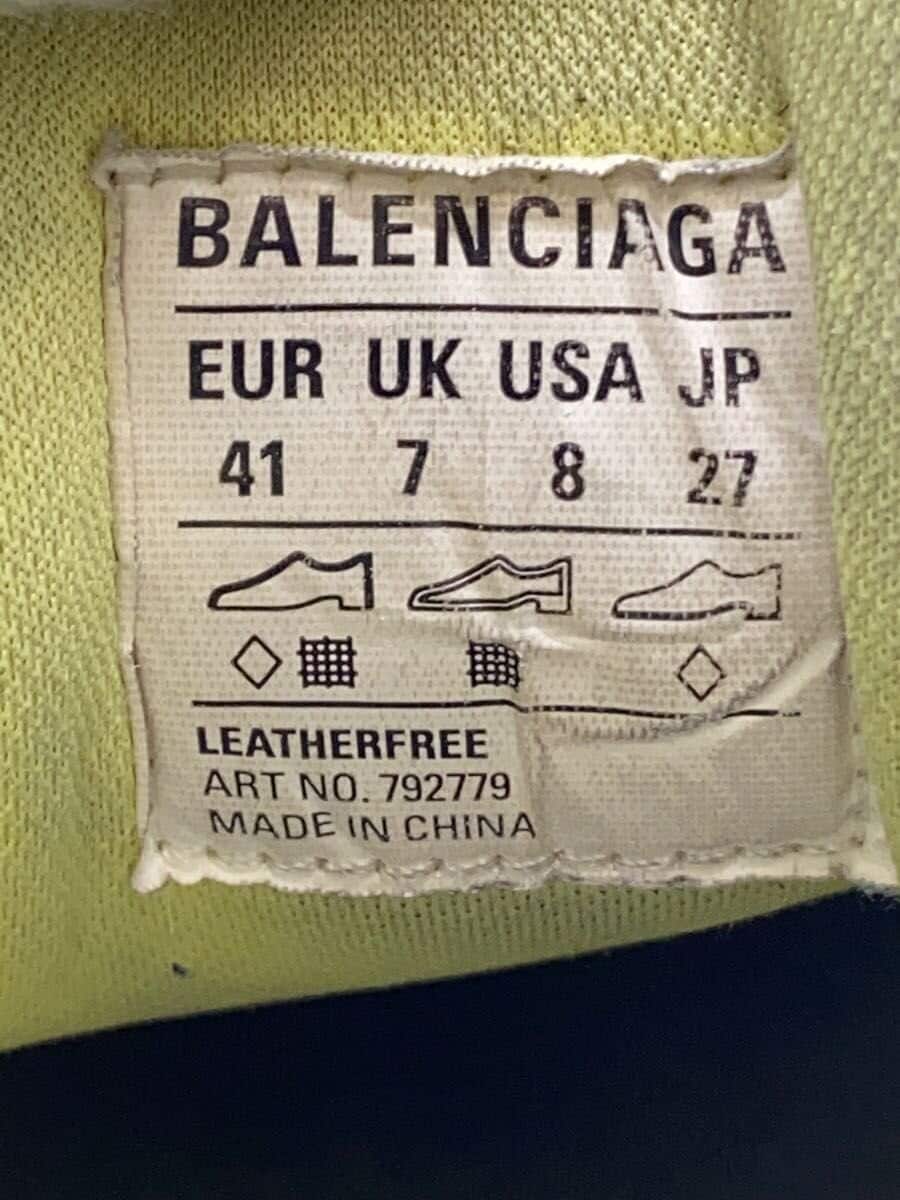 BALENCIAGA
EUR UK USA JP
41 7 8 27
LEATHERFREE
ART NO. 792779
MADE IN CHINA